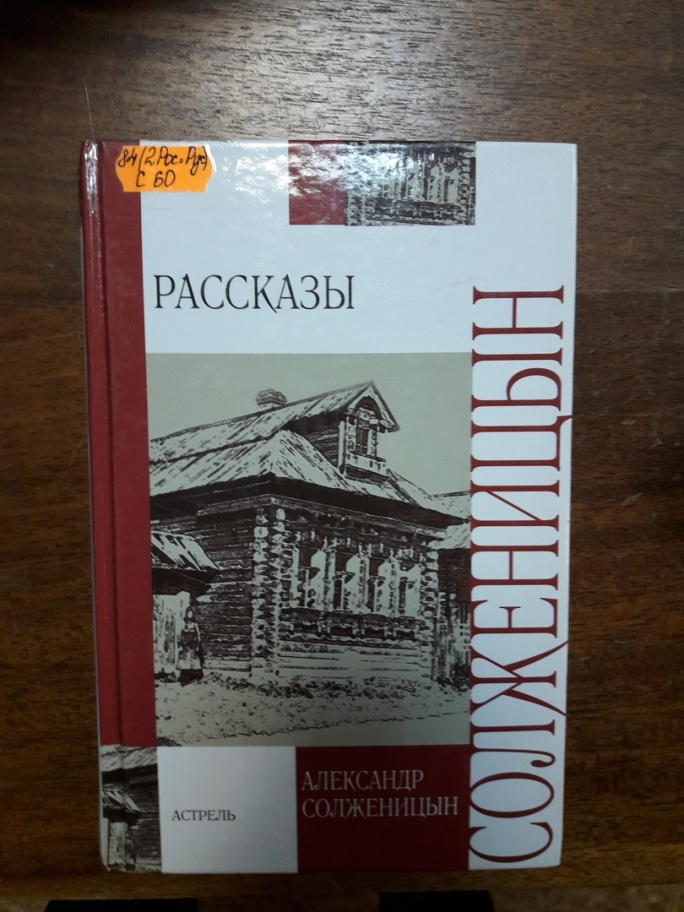 84(2Рос=Рус)
С 60
РАССКАЗЫ
СОЛЖЕНИЦЫН
АЛЕКСАНДР
СОЛЖЕНИЦЫН
АСТРЕЛЬ